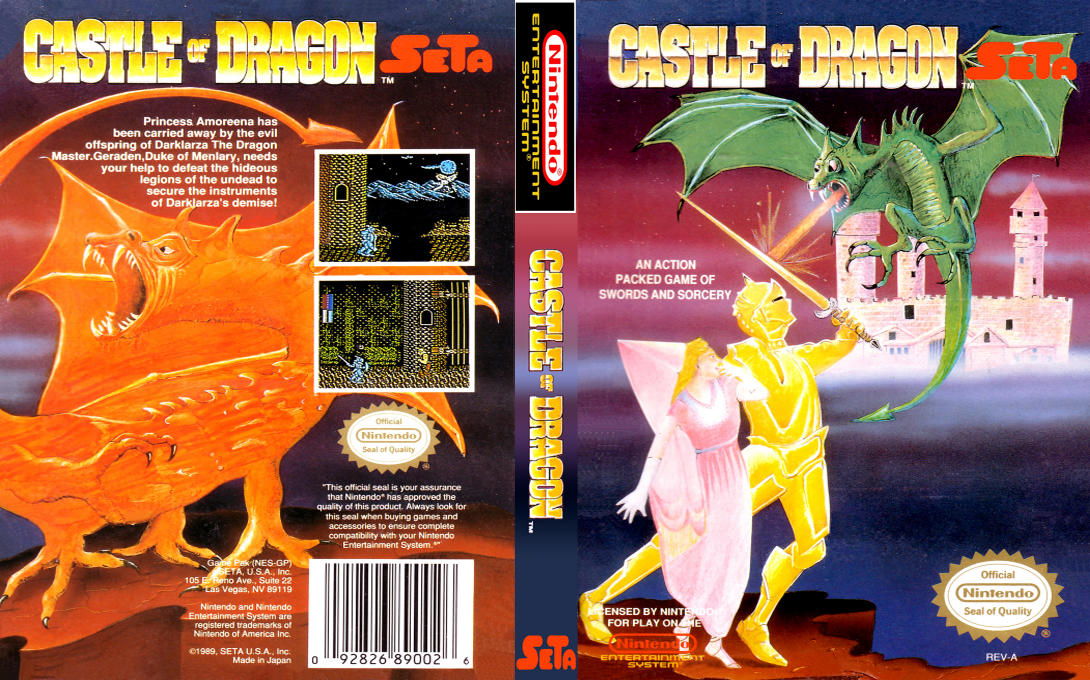 CASTLE OF DRAGON™
SETA
Princess Amoreena has
been carried away by the evil
offspring of Darklarza The Dragon
Master.Geraden,Duke of Menlary, needs
your help to defeat the hideous
legions of the undead to
secure the instruments
of Darklarza's demise!
Official
Nintendo
Seal of Quality
®
"This official seal is your assurance
that Nintendo® has approved the
quality of this product. Always look for
this seal when buying games and
accessories to ensure complete
compatibility with your Nintendo
Entertainment System.®"
Game Pak (NES-GP)
SETA, U.S.A., Inc.
105 E. Reno Ave., Suite 22
Las Vegas, NV 89119
Nintendo and Nintendo
Entertainment System are
registered trademarks of
Nintendo of America Inc.
©1989, SETA U.S.A., Inc.
Made in Japan
0 92826 89002 6
Nintendo®
ENTERTAINMENT
SYSTEM®
CASTLE OF DRAGON™
SETA
CASTLE OF DRAGON™
SETA
AN ACTION
PACKED GAME OF
SWORDS AND SORCERY
LICENSED BY NINTENDO®
FOR PLAY ON THE
Nintendo
ENTERTAINMENT
SYSTEM®
Official
Nintendo
Seal of Quality
®
REV-A